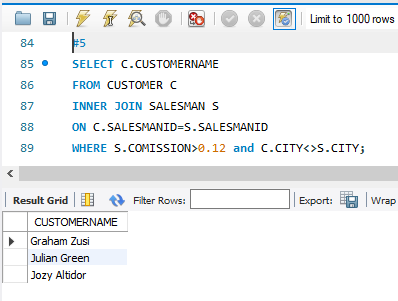 Limit to 1000 rows
84 #5
85 SELECT C.CUSTOMERNAME
86 FROM CUSTOMER C
87 INNER JOIN SALESMAN S
88 ON C.SALESMANID=S.SALESMANID
89 WHERE S.COMISSION>0.12 and C.CITY<>S.CITY;
Result Grid Filter Rows: Export: Wrap
CUSTOMERNAME
Graham Zusi
Julian Green
Jozy Altidor